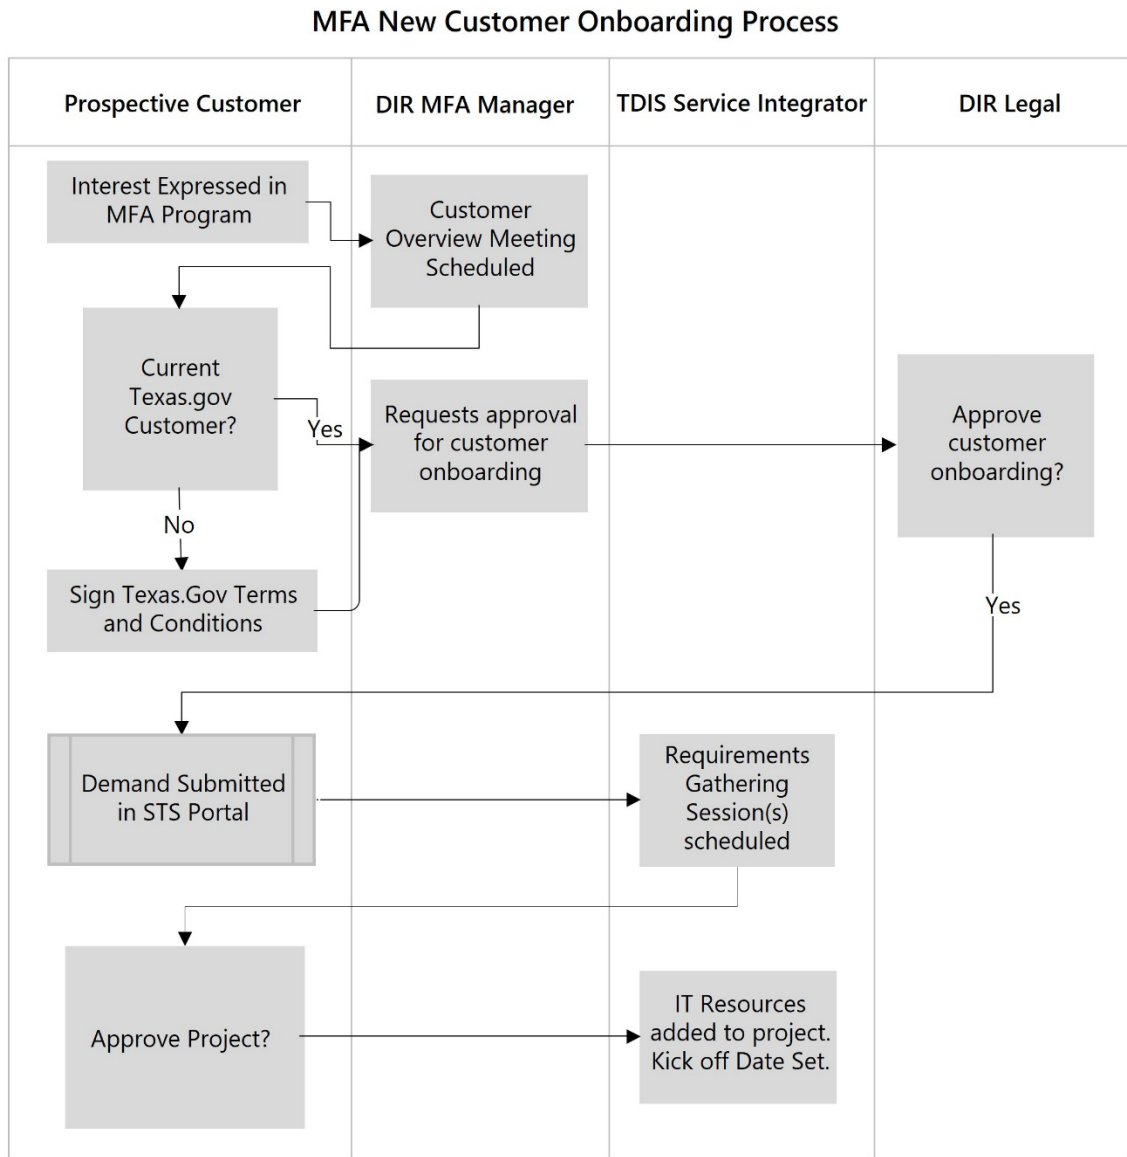 MFA New Customer Onboarding Process
Prospective Customer
DIR MFA Manager
TDIS Service Integrator
DIR Legal
Interest Expressed in
MFA Program
Customer
Overview Meeting
Scheduled
Current
Texas.gov
Customer?
Yes
Requests approval
for customer
onboarding
Approve
customer
onboarding?
No
Sign Texas.Gov Terms
and Conditions
Yes
Demand Submitted
in STS Portal
Requirements
Gathering
Session(s)
scheduled
Approve Project?
IT Resources
added to project.
Kick off Date Set.